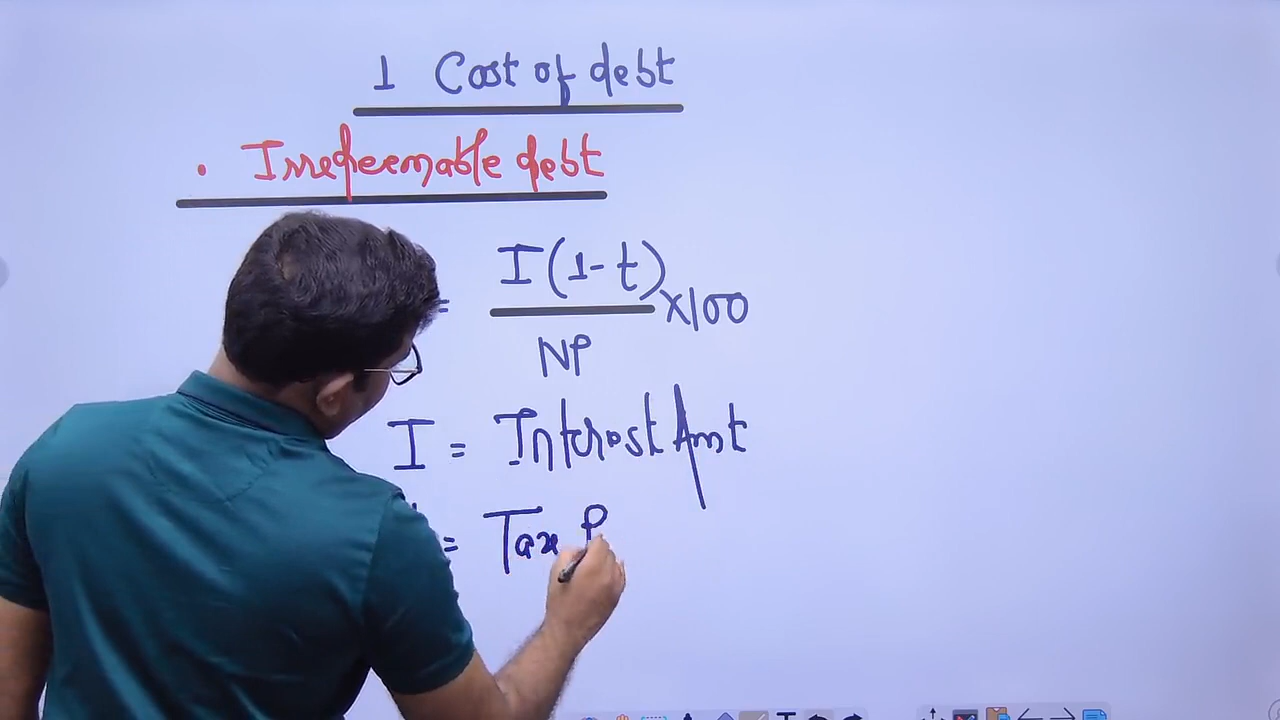 1 Cost of debt
• Irredeemable debt
= I(1-t)
NP
x100
I = Interest Amt
= Tax